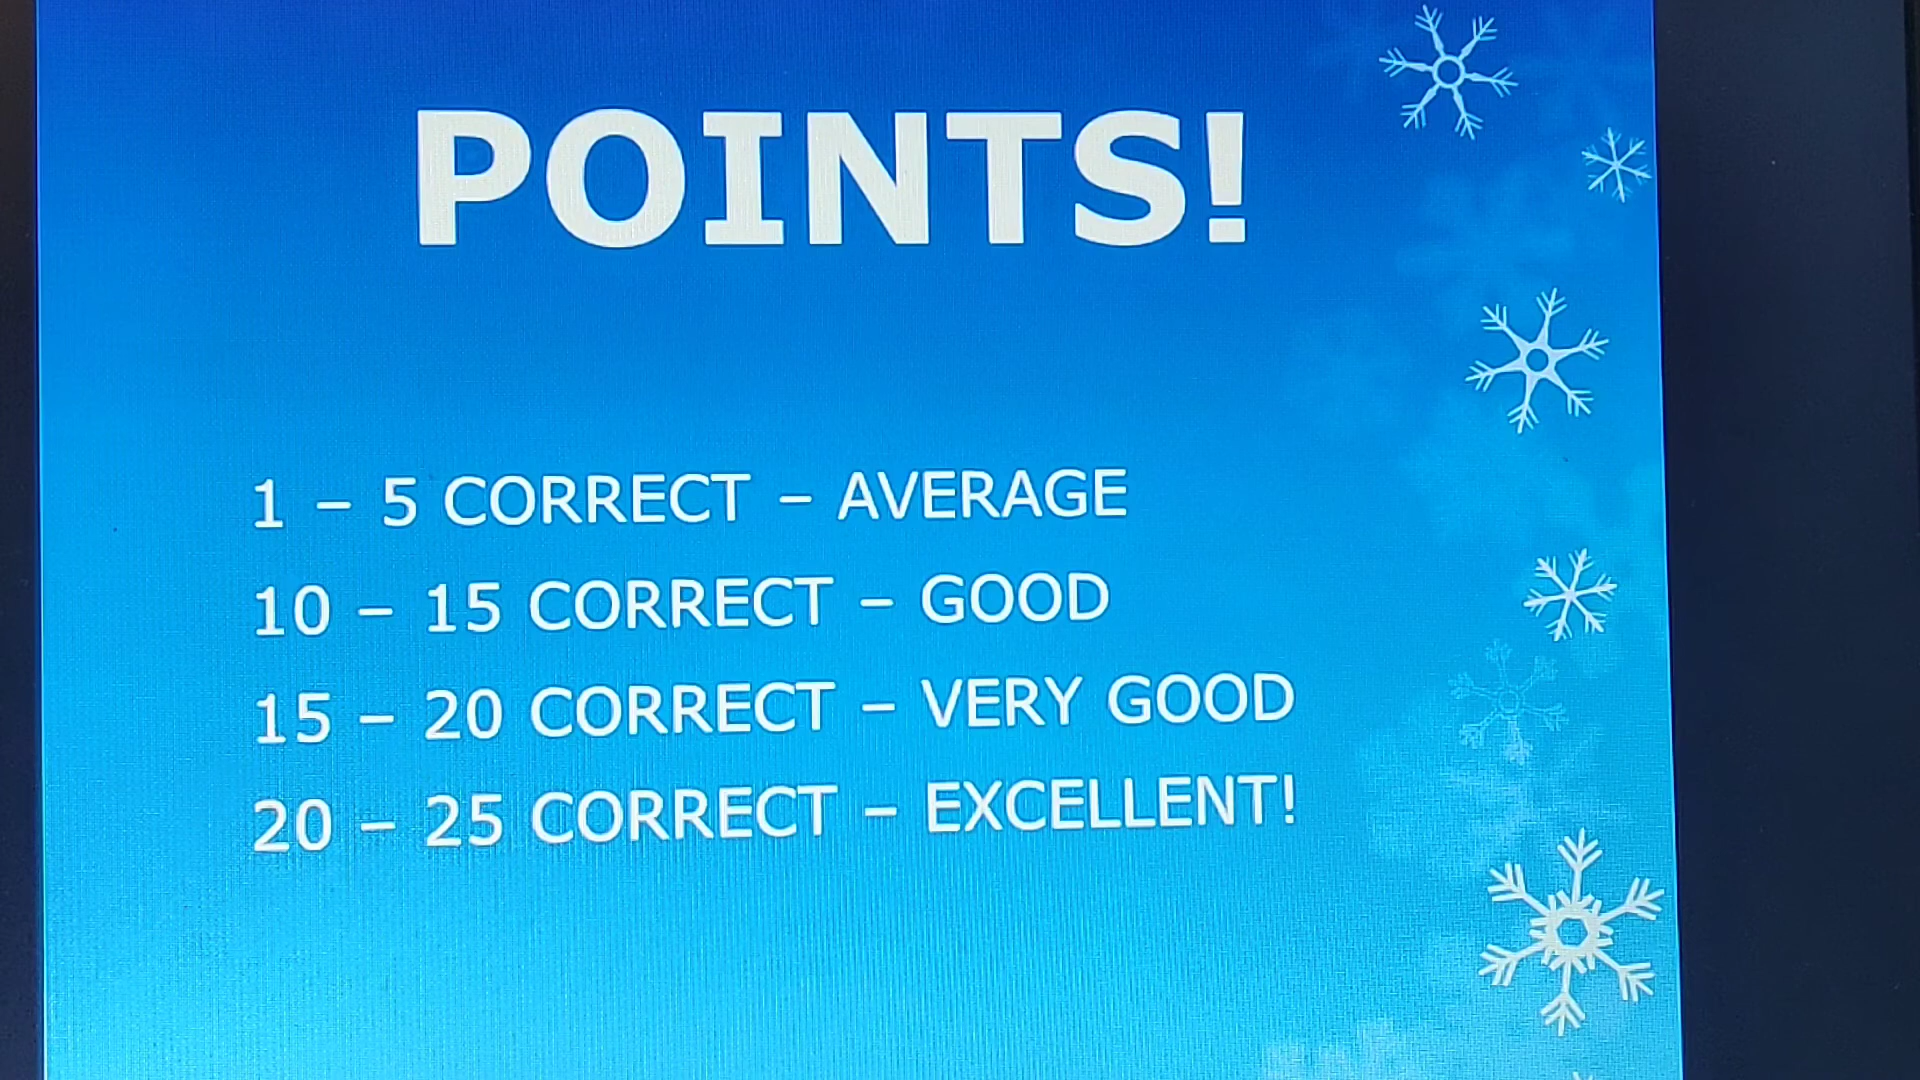 POINTS!
1 – 5 CORRECT – AVERAGE
10 – 15 CORRECT – GOOD
15 – 20 CORRECT – VERY GOOD
20 – 25 CORRECT – EXCELLENT!